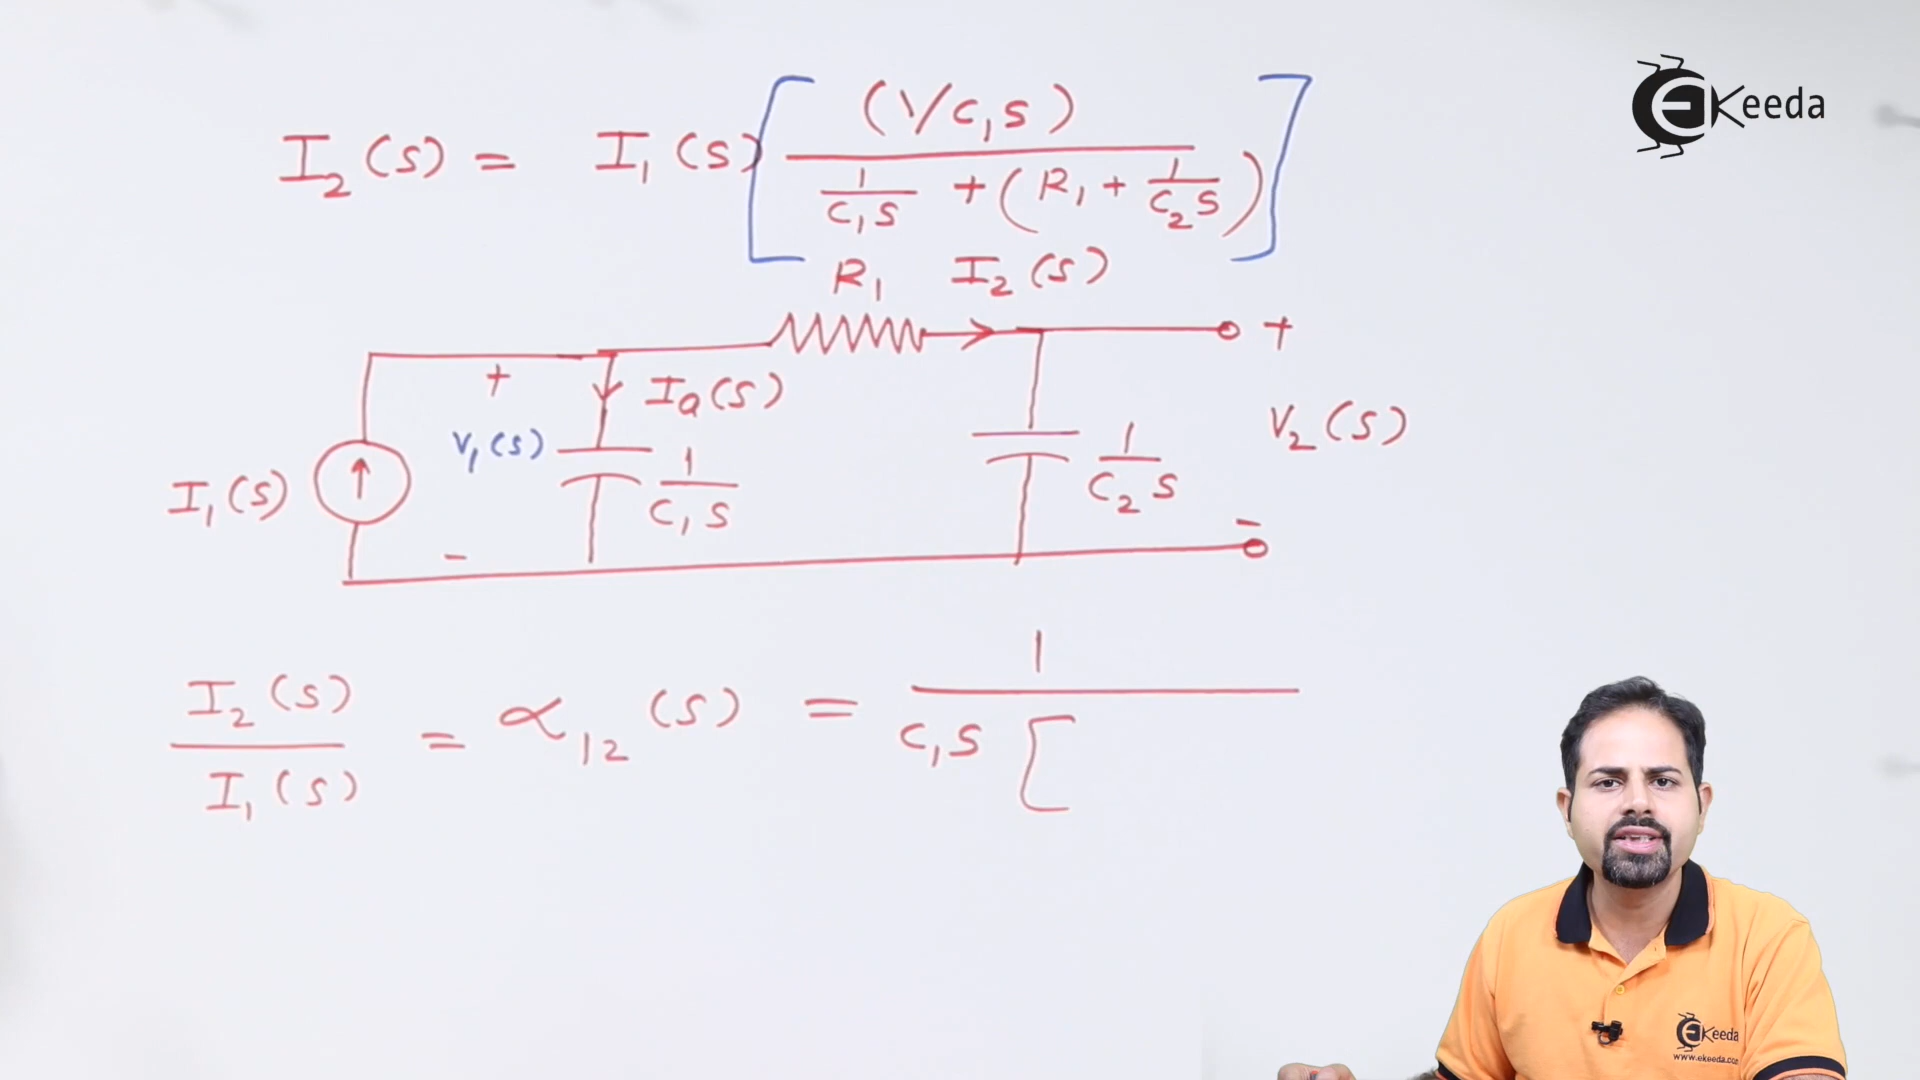 I₂(s) = I₁(s) [ (1/C₁s) / ( 1/C₁s + (R₁ + 1/C₂s) ) ]
R₁ I₂(s)
+
+ Iₐ(s)
V₁(s) V₂(s)
I₁(s) 1/C₁s 1/C₂s
-
-
I₂(s)/I₁(s) = α₁₂(s) = 1 / C₁s [
EKeeda
EKeeda
www.ekeeda.com